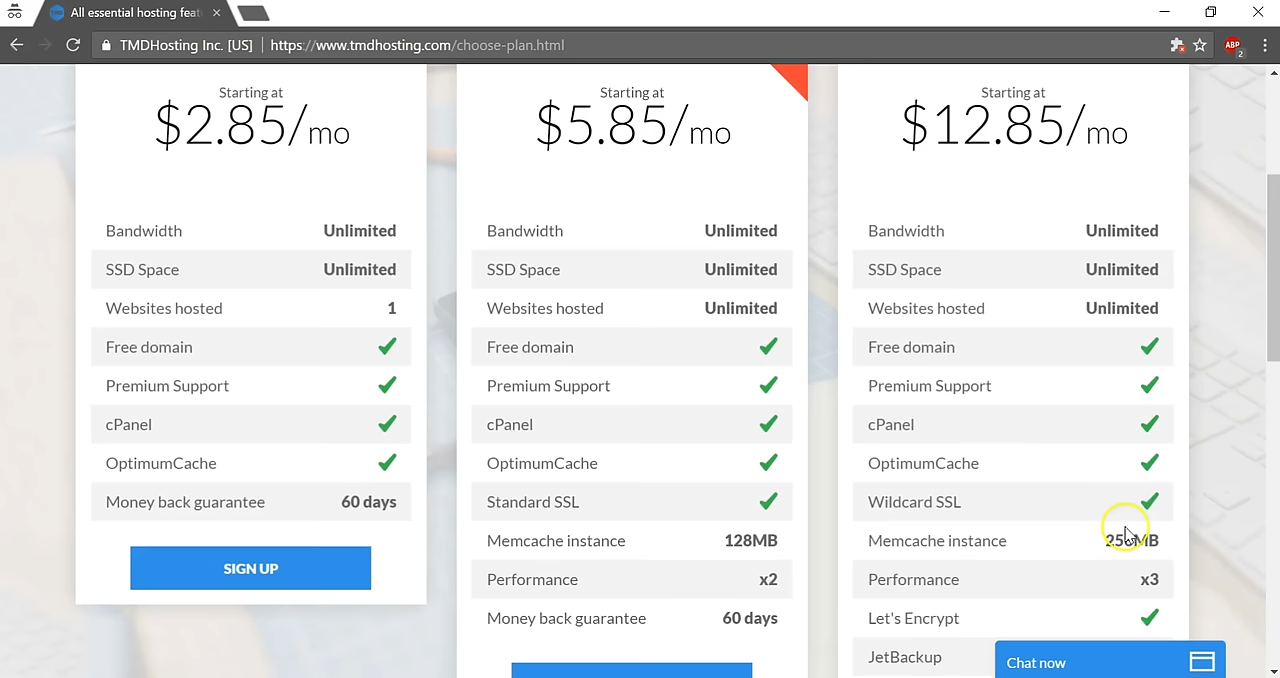 All essential hosting feat
TMDHosting Inc. [US]
https://www.tmdhosting.com/choose-plan.html
ABP
2
Starting at
$2.85/mo
Bandwidth Unlimited
SSD Space Unlimited
Websites hosted 1
Free domain
Premium Support
cPanel
OptimumCache
Money back guarantee 60 days
SIGN UP
Starting at
$5.85/mo
Bandwidth Unlimited
SSD Space Unlimited
Websites hosted Unlimited
Free domain
Premium Support
cPanel
OptimumCache
Standard SSL
Memcache instance 128MB
Performance x2
Money back guarantee 60 days
Starting at
$12.85/mo
Bandwidth Unlimited
SSD Space Unlimited
Websites hosted Unlimited
Free domain
Premium Support
cPanel
OptimumCache
Wildcard SSL
Memcache instance
Performance x3
Let's Encrypt
JetBackup
Chat now